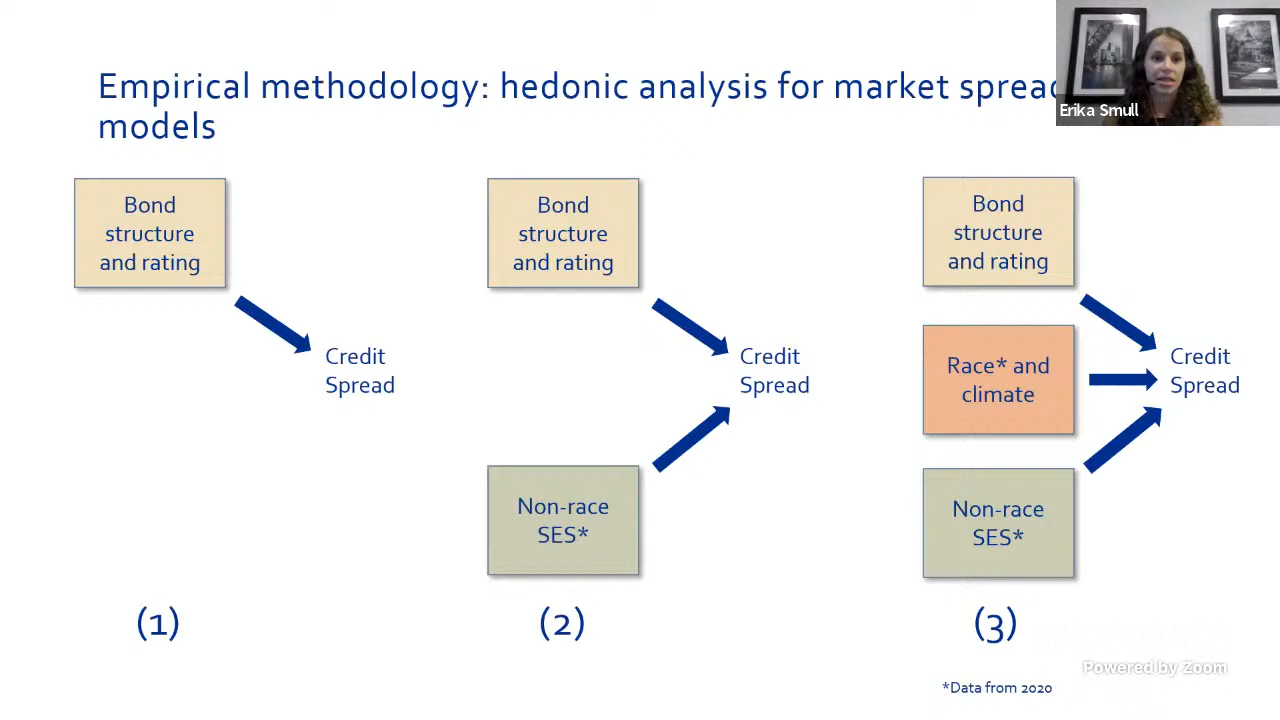 Empirical methodology: hedonic analysis for market spread
models
Erika Smull
Bond
structure
and rating
Credit
Spread
(1)
Bond
structure
and rating
Non-race
SES*
Credit
Spread
(2)
Bond
structure
and rating
Race* and
climate
Non-race
SES*
Credit
Spread
(3)
*Data from 2020
Powered by Zoom